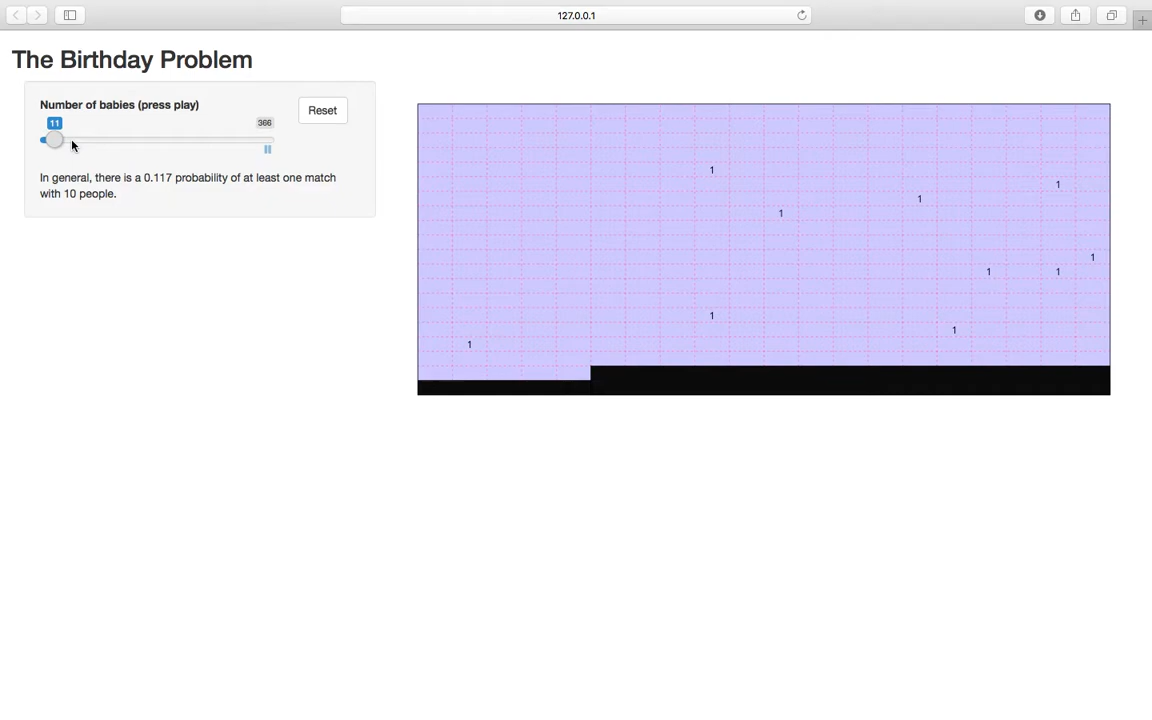 127.0.0.1
The Birthday Problem
Number of babies (press play)
Reset
11
366
In general, there is a 0.117 probability of at least one match
with 10 people.
1
1
1
1
1
1
1
1
1
1